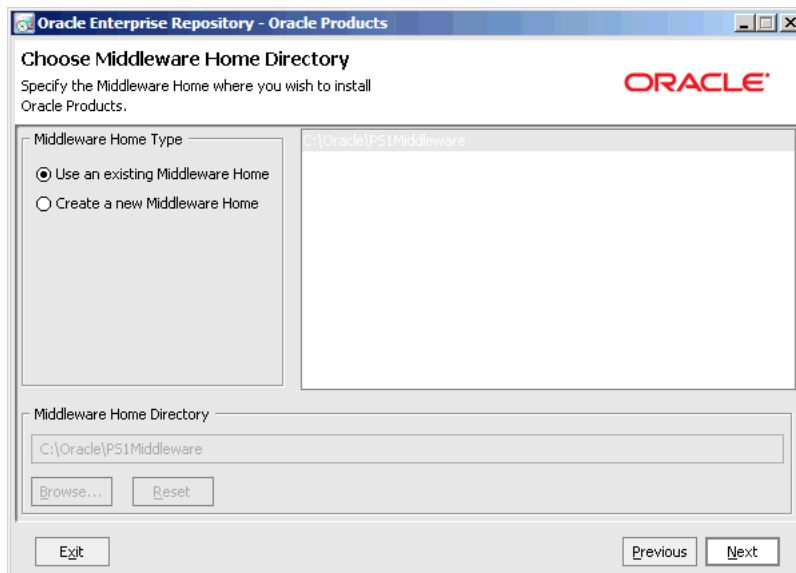 Oracle Enterprise Repository - Oracle Products
Choose Middleware Home Directory
Specify the Middleware Home where you wish to install
Oracle Products.
ORACLE
Middleware Home Type
Use an existing Middleware Home
Create a new Middleware Home
C:\Oracle\PS1Middleware
Middleware Home Directory
C:\Oracle\PS1Middleware
Browse...
Reset
Exit
Previous
Next